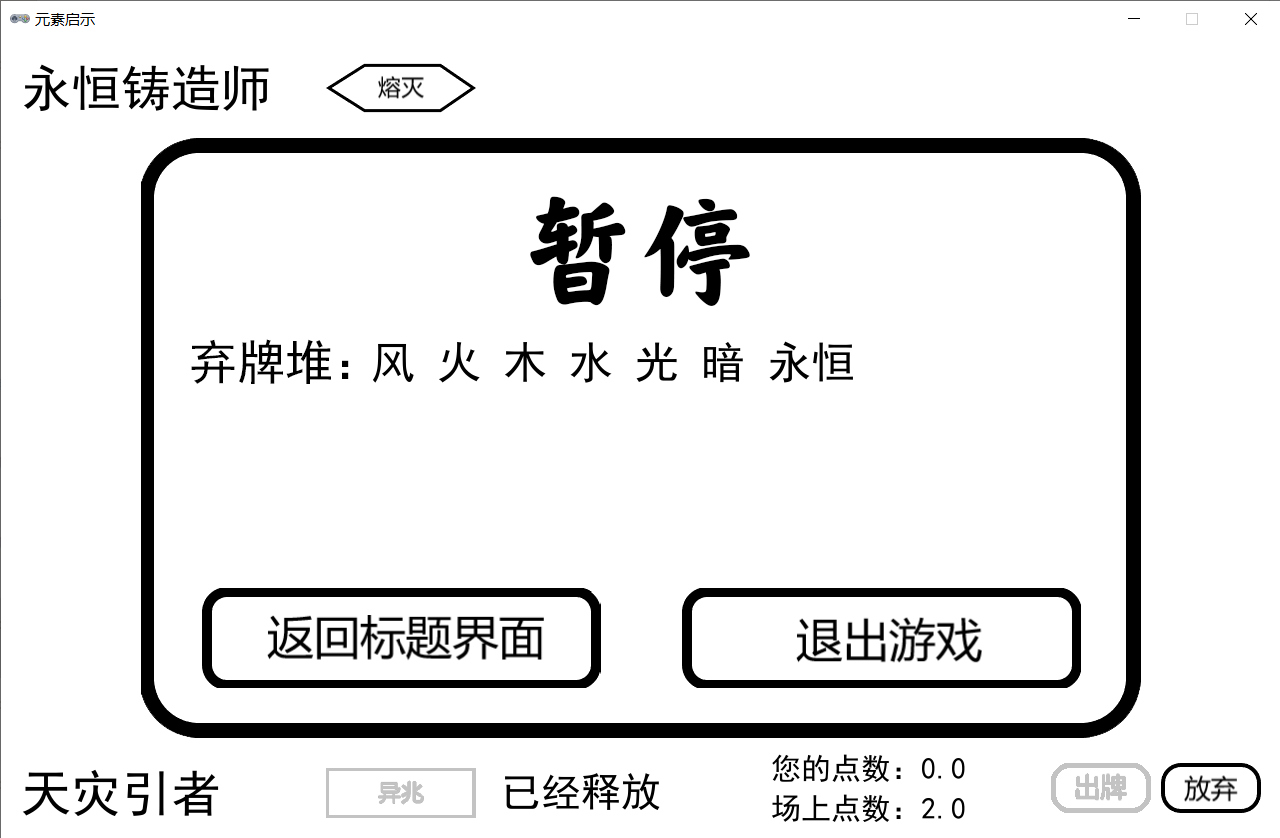 元素启示
永恒铸造师 熔灭
暂停
弃牌堆：风 火 木 水 光 暗 永恒
返回标题界面 退出游戏
天灾引者 异兆 已经释放
您的点数：0.0
场上点数：2.0
出牌 放弃